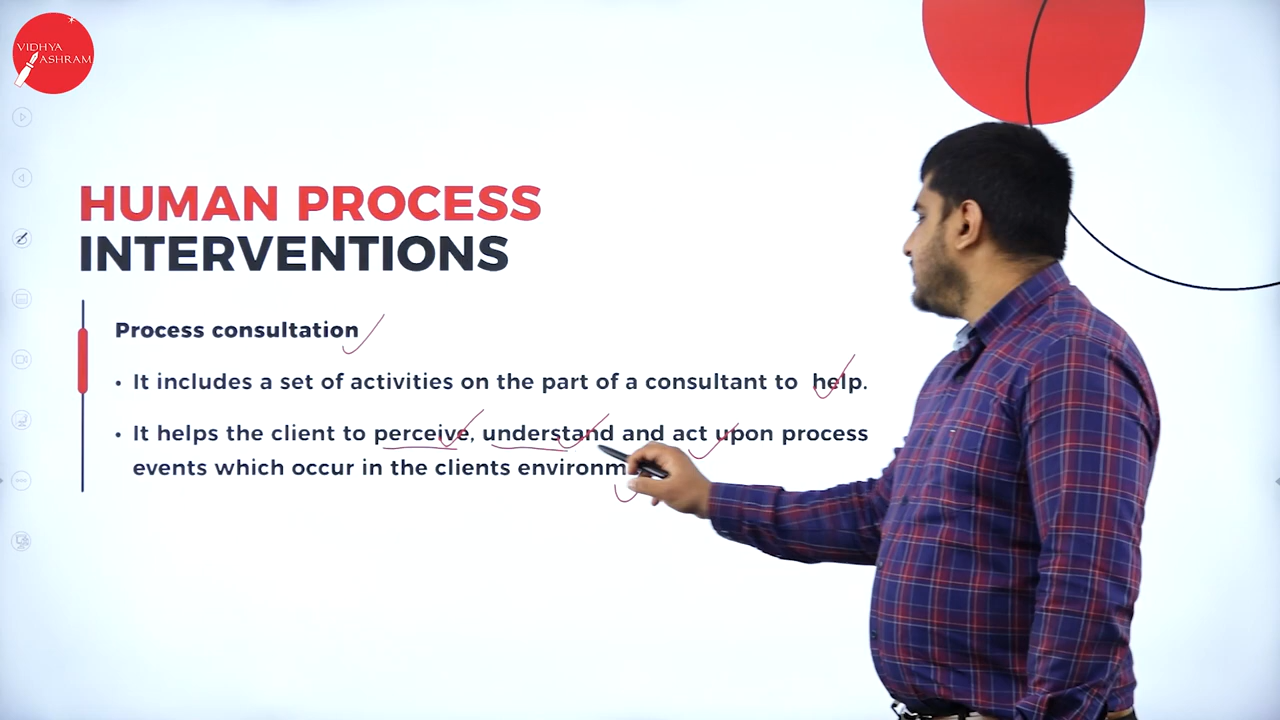 VIDHYA
ASHRAM
HUMAN PROCESS
INTERVENTIONS
Process consultation
• It includes a set of activities on the part of a consultant to help.
• It helps the client to perceive, understand and act upon process
events which occur in the clients